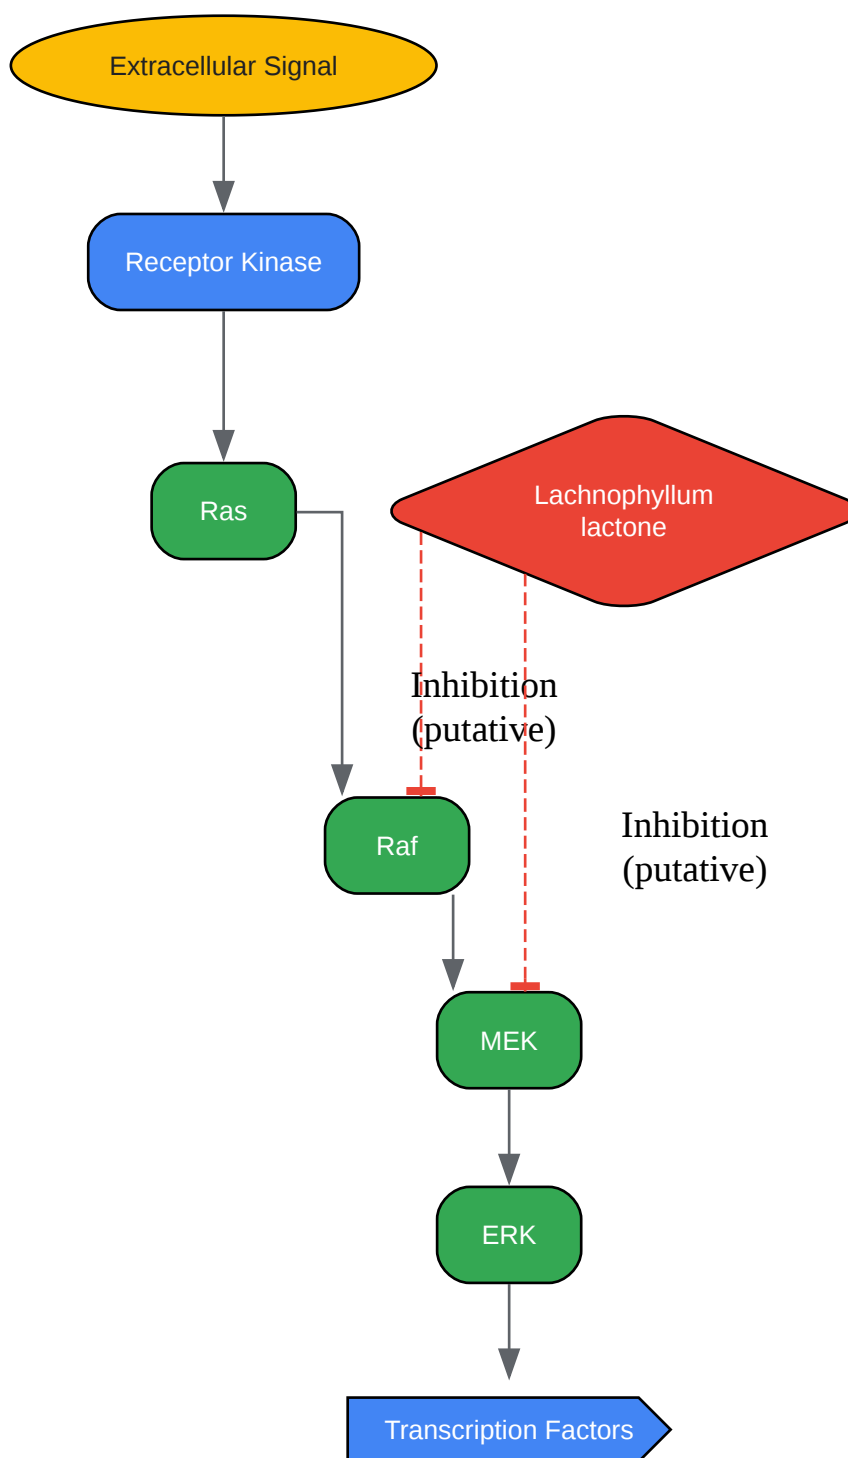 Extracellular Signal
Receptor Kinase
Ras
Lachnophyllum
lactone
Inhibition
(putative)
Inhibition
(putative)
Raf
MEK
ERK
Transcription Factors